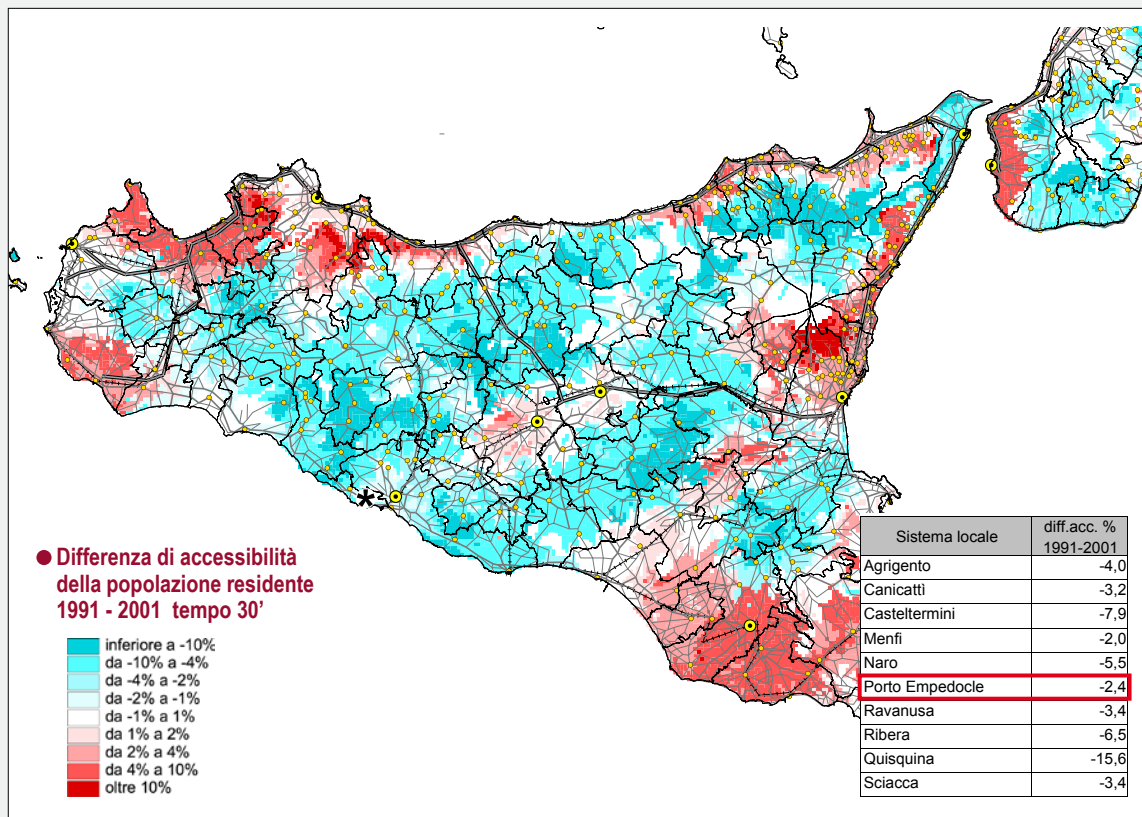 ● Differenza di accessibilità
della popolazione residente
1991 - 2001 tempo 30’
inferiore a -10%
da -10% a -4%
da -4% a -2%
da -2% a -1%
da -1% a 1%
da 1% a 2%
da 2% a 4%
da 4% a 10%
oltre 10%
Sistema locale diff.acc. %
1991-2001
Agrigento -4,0
Canicattì -3,2
Casteltermini -7,9
Menfi -2,0
Naro -5,5
Porto Empedocle -2,4
Ravanusa -3,4
Ribera -6,5
Quisquina -15,6
Sciacca -3,4